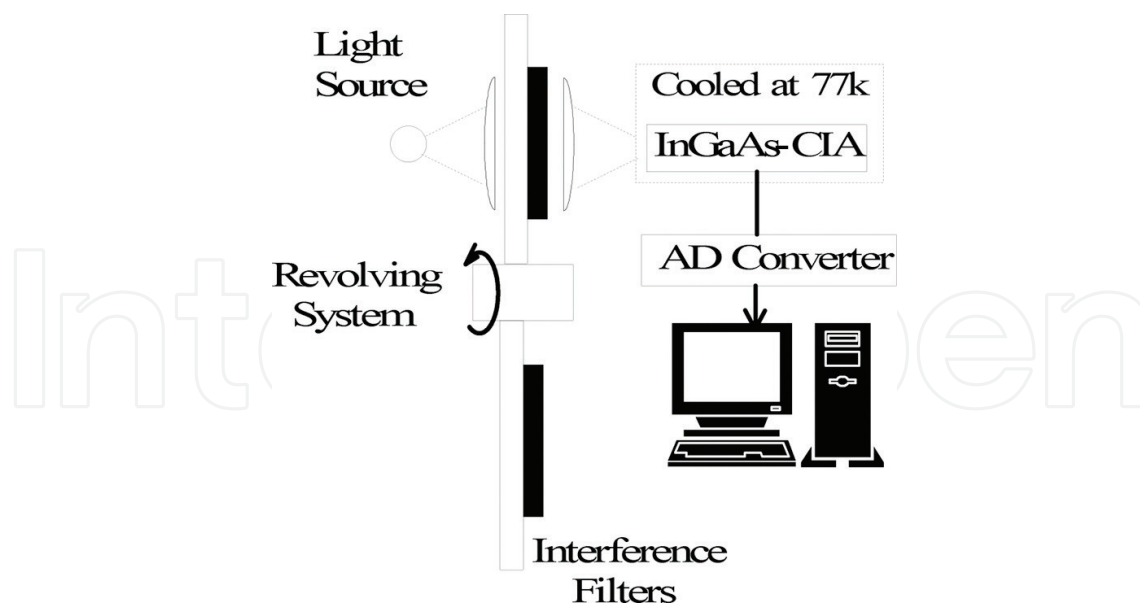 Light
Source
Cooled at 77k
InGaAs-CIA
AD Converter
Revolving
System
Interference
Filters